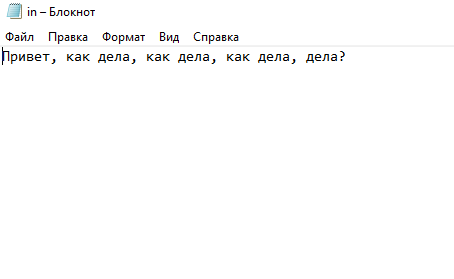 in – Блокнот
Файл Правка Формат Вид Справка
Привет, как дела, как дела, как дела, дела?